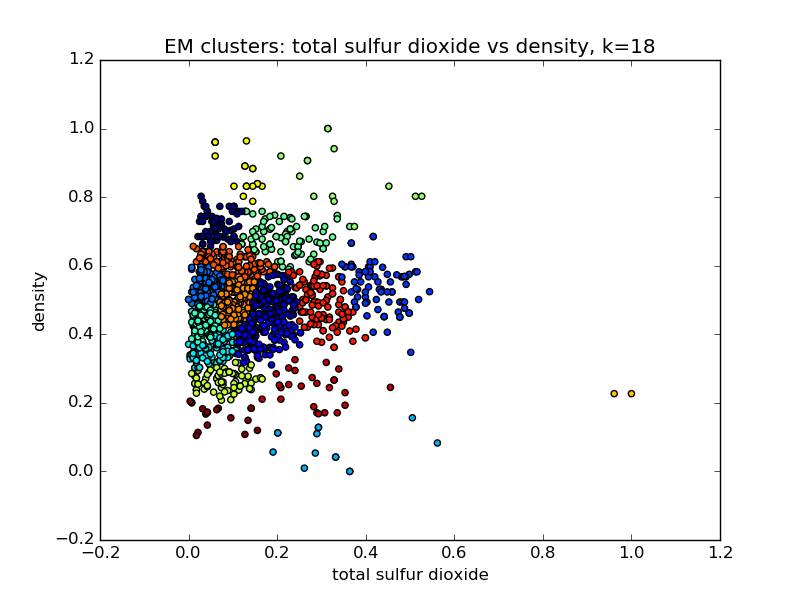 EM clusters: total sulfur dioxide vs density, k=18
1.2
1.0
0.8
0.6
0.4
0.2
0.0
−0.2
density
−0.2 0.0 0.2 0.4 0.6 0.8 1.0 1.2
total sulfur dioxide